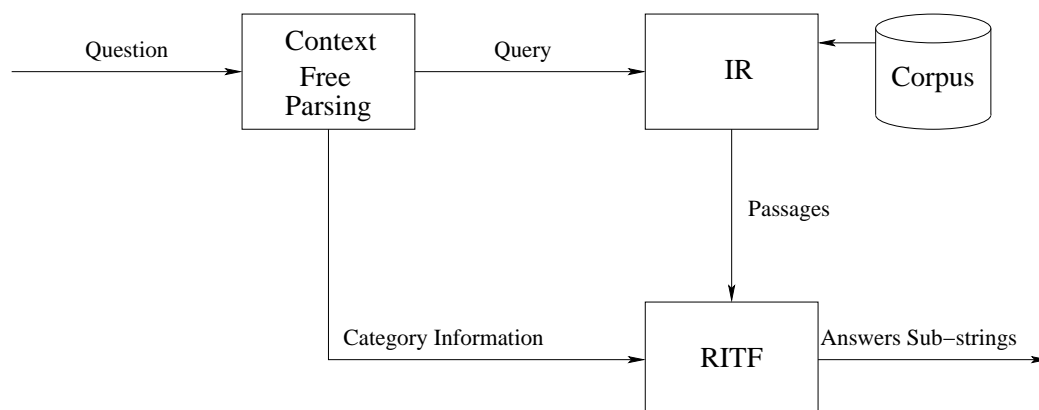 Question
Context
Free
Parsing
Query
IR
Corpus
Passages
Category Information
RITF
Answers Sub−strings